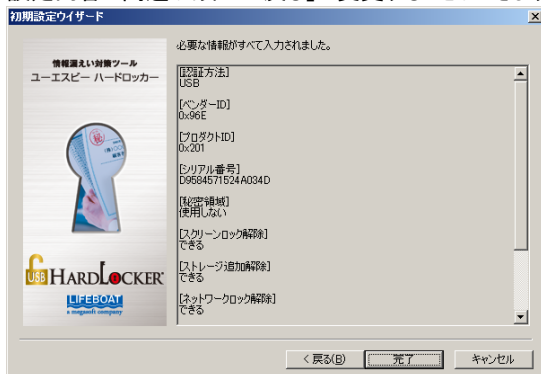 初期設定ウィザード
必要な情報がすべて入力されました。
情報漏えい対策ツール
ユーエスビー ハードロッカー
[認証方法]
USB
[ベンダーID]
0x96E
[プロダクトID]
0x201
[シリアル番号]
D9584571524A034D
[秘密領域]
使用しない
[スクリーンロック解除]
できる
[ストレージ追加解除]
できる
[ネットワークロック解除]
できる
USB HARDLOCKER
LIFEBOAT
a megasoft company
< 戻る(B)
完了
キャンセル